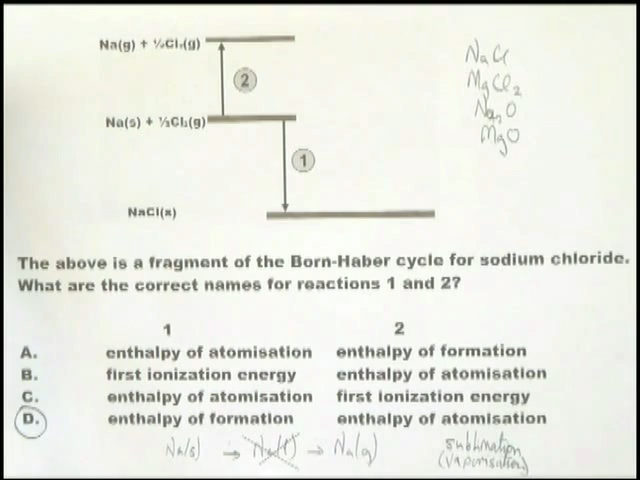 Na(g) + ½Cl₂(g)
NaCl
MgCl₂
2
Na₂O
Na(s) + ½Cl₂(g)
MgO
1
NaCl(s)
The above is a fragment of the Born-Haber cycle for sodium chloride.
What are the correct names for reactions 1 and 2?
1 2
A. enthalpy of atomisation enthalpy of formation
B. first ionization energy enthalpy of atomisation
C. enthalpy of atomisation first ionization energy
D. enthalpy of formation enthalpy of atomisation
Na(s) → Na(l) → Na(g) sublimation
(vaporisation)